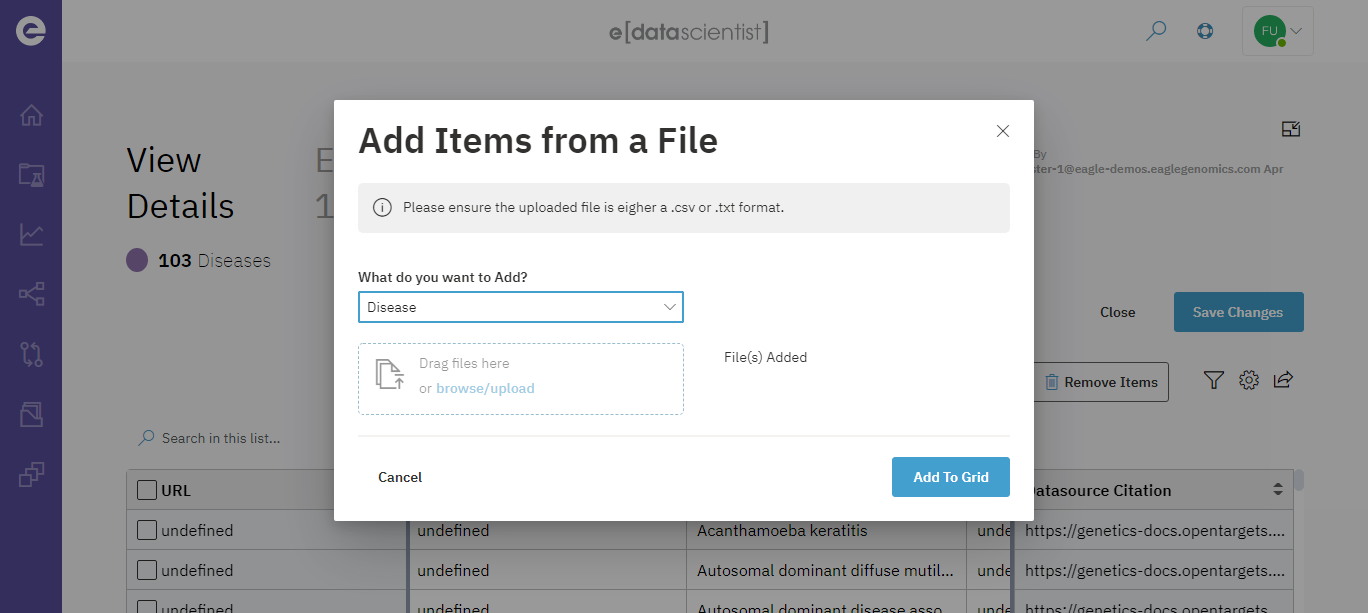 e[datascientist]
FU
View
Details
103 Diseases
E
1
By
ter-1@eagle-demos.eaglegenomics.com Apr
Add Items from a File
Please ensure the uploaded file is eigher a .csv or .txt format.
What do you want to Add?
Disease
Drag files here
or browse/upload
File(s) Added
Cancel
Add To Grid
Close
Save Changes
Remove Items
Search in this list...
URL
atasource Citation
undefined
undefined
Acanthamoeba keratitis
unde
https://genetics-docs.opentargets....
undefined
undefined
Autosomal dominant diffuse mutil...
unde
https://genetics-docs.opentargets....
undefined
undefined
Autosomal dominant disease asso
unde
https://genetics-docs.opentargets